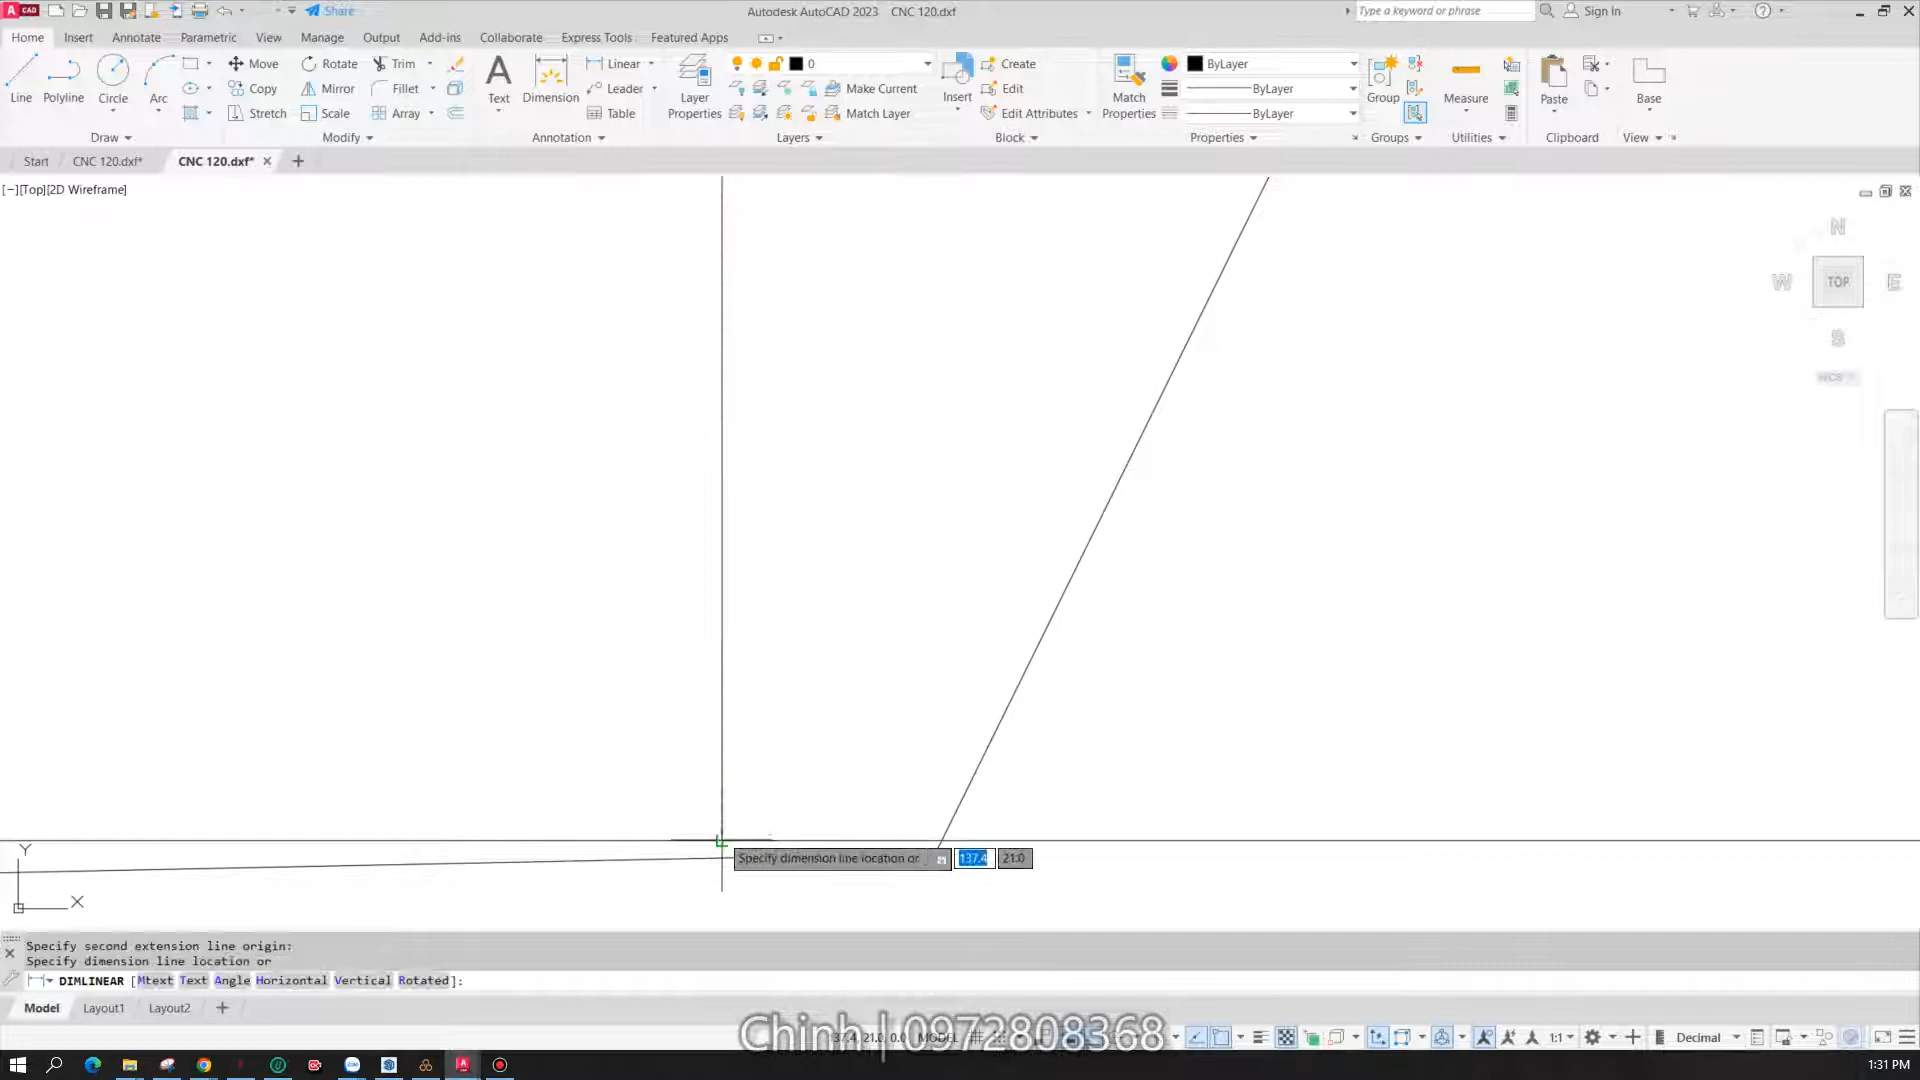 A CAD Share Autodesk AutoCAD 2023 CNC 120.dxf Type a keyword or phrase Sign In
Home Insert Annotate Parametric View Manage Output Add-ins Collaborate Express Tools Featured Apps
Line Polyline Circle Arc Move Rotate Trim Text Dimension Linear Layer Properties 0 Insert Create Match Properties ByLayer Group Measure Paste Base
Copy Mirror Fillet Leader Make Current Edit ByLayer
Stretch Scale Array Table Match Layer Edit Attributes ByLayer
Draw Modify Annotation Layers Block Properties Groups Utilities Clipboard View
Start CNC 120.dxf* CNC 120.dxf*
[−][Top][2D Wireframe]
N
W TOP E
S
WCS
Y
Specify dimension line location or 137.4 21.0
X
Specify second extension line origin:
Specify dimension line location or
DIMLINEAR [Mtext Text Angle Horizontal Vertical Rotated]:
Model Layout1 Layout2
Chinh | 0972808368
MODEL 1:1 Decimal
1:31 PM